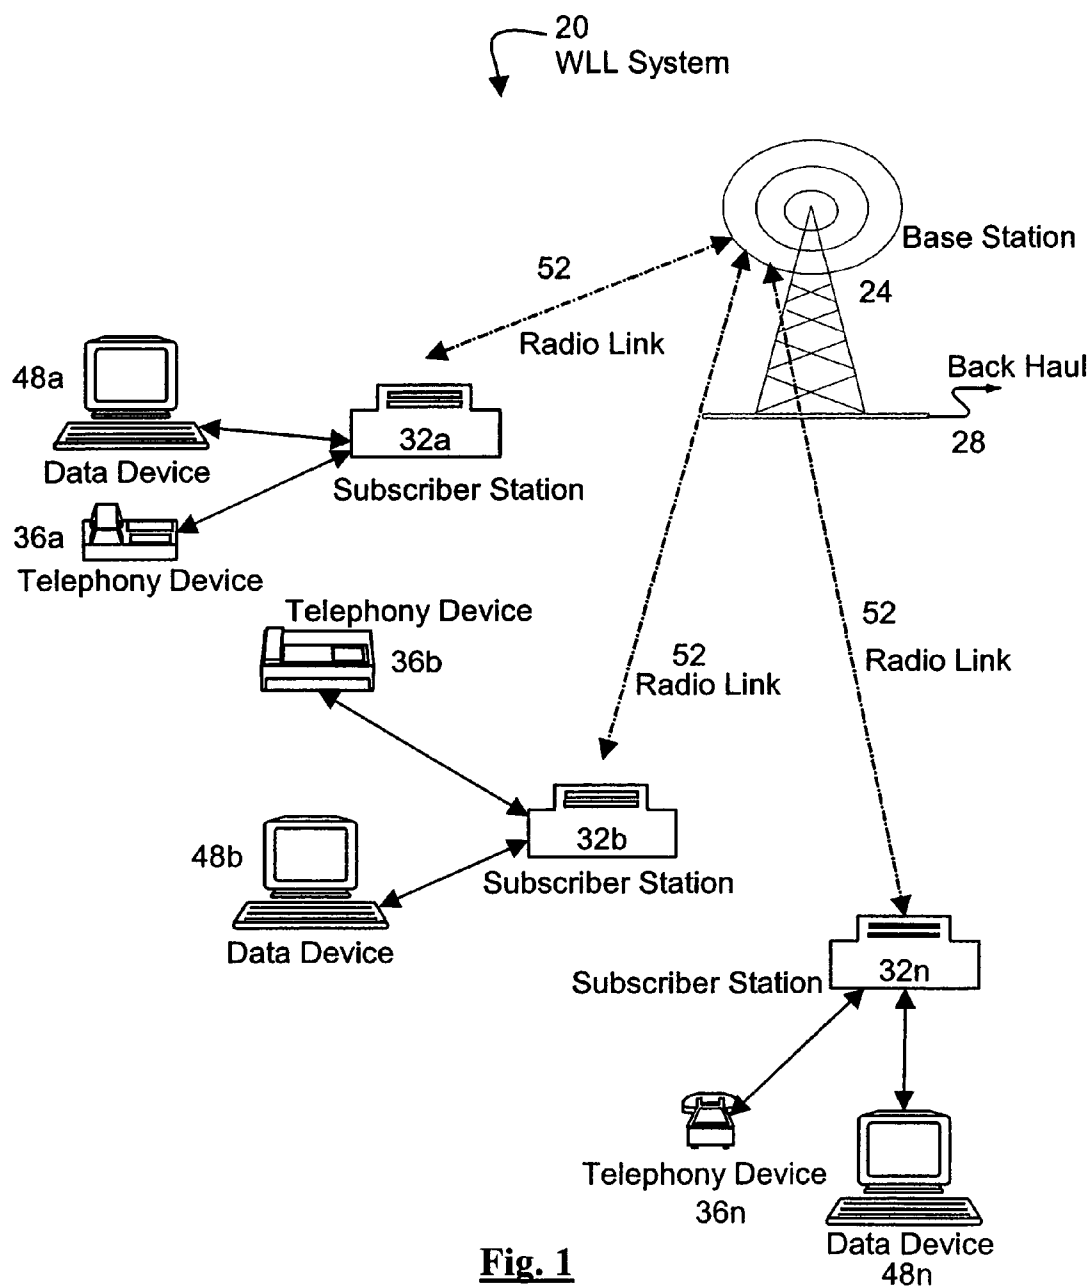 20
WLL System
Base Station
52
24
Radio Link
Back Haul
48a
32a
28
Data Device
Subscriber Station
36a
Telephony Device
Telephony Device
52
36b
52
Radio Link
Radio Link
32b
48b
Subscriber Station
Data Device
32n
Subscriber Station
Telephony Device
36n
Data Device
48n
Fig. 1